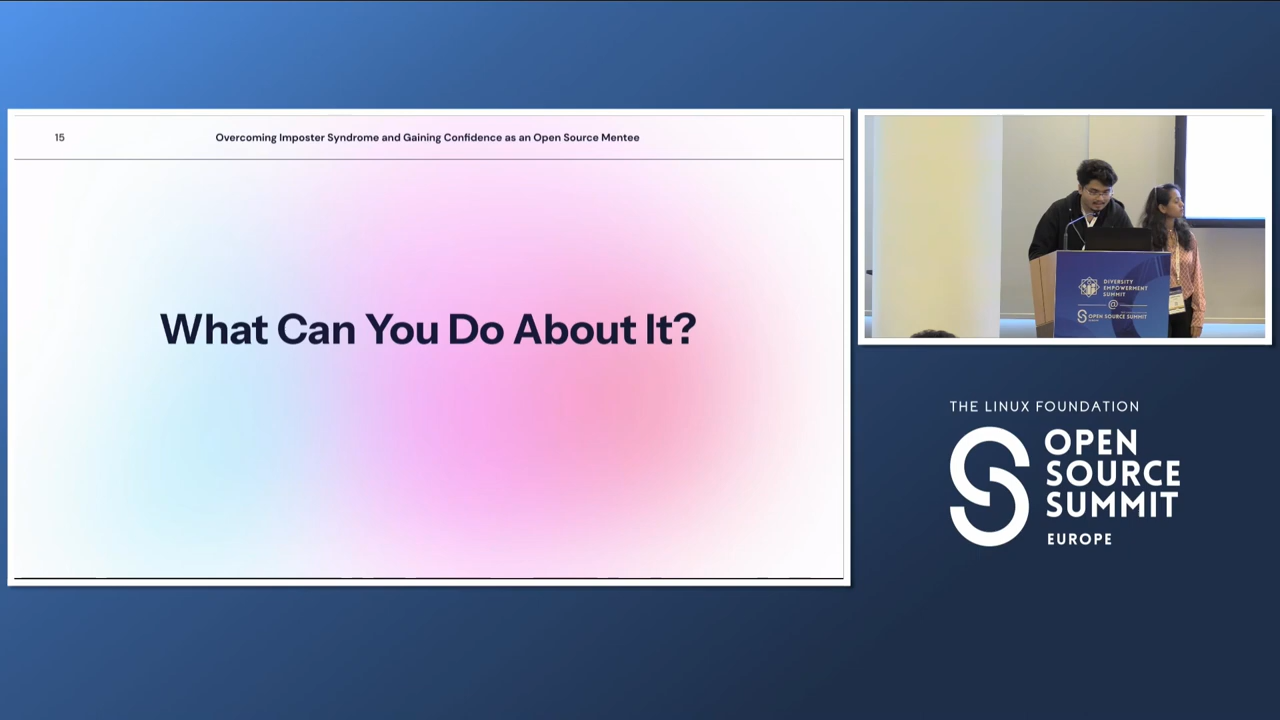 15
Overcoming Imposter Syndrome and Gaining Confidence as an Open Source Mentee
What Can You Do About It?
DIVERSITY
EMPOWERMENT
SUMMIT
@
OPEN SOURCE SUMMIT
THE LINUX FOUNDATION
OPEN
SOURCE
SUMMIT
EUROPE